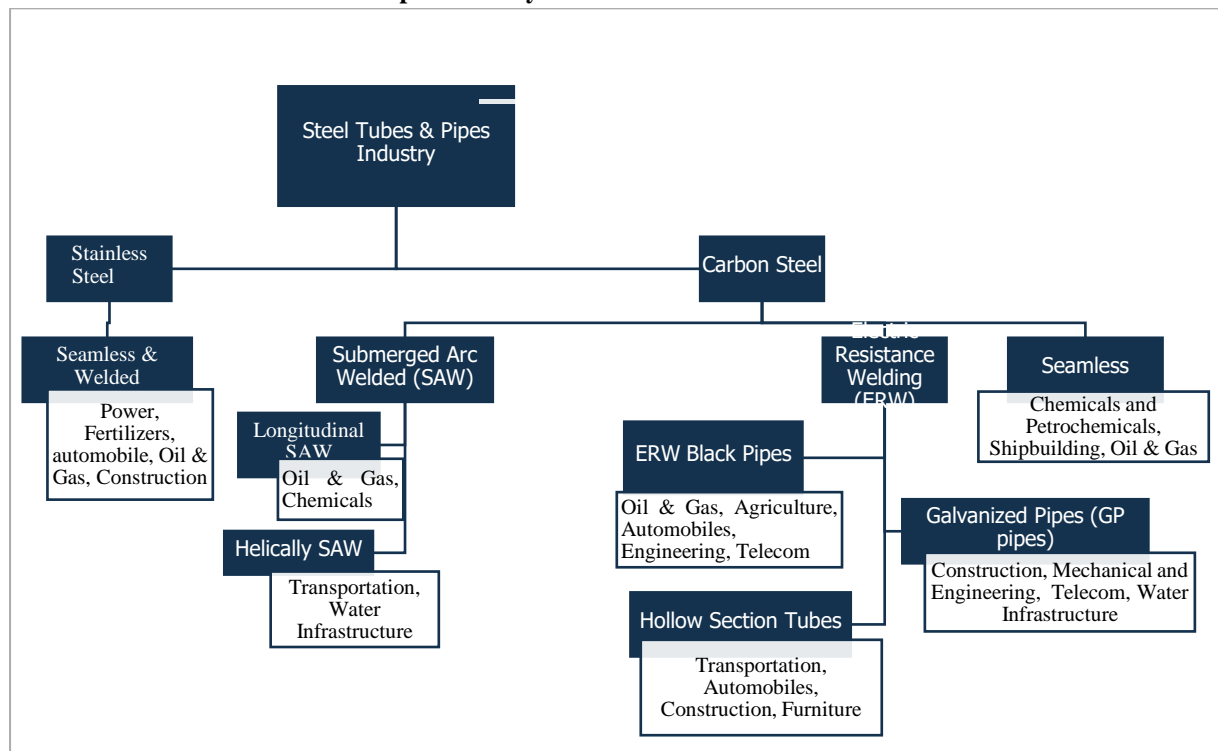 Steel Tubes & Pipes
Industry
Stainless
Steel
Carbon Steel
Seamless &
Welded
Power,
Fertilizers,
automobile, Oil &
Gas, Construction
Submerged Arc
Welded (SAW)
Longitudinal
SAW
Oil & Gas,
Chemicals
Helically SAW
Transportation,
Water
Infrastructure
Electric
Resistance
Welding
(ERW)
ERW Black Pipes
Oil & Gas, Agriculture,
Automobiles,
Engineering, Telecom
Hollow Section Tubes
Transportation,
Automobiles,
Construction, Furniture
Galvanized Pipes (GP
pipes)
Construction, Mechanical and
Engineering, Telecom, Water
Infrastructure
Seamless
Chemicals and
Petrochemicals,
Shipbuilding, Oil & Gas